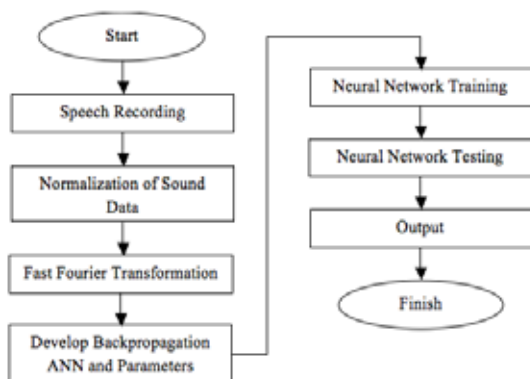 Start
Speech Recording
Normalization of Sound
Data
Fast Fourier Transformation
Develop Backpropagation
ANN and Parameters
Neural Network Training
Neural Network Testing
Output
Finish